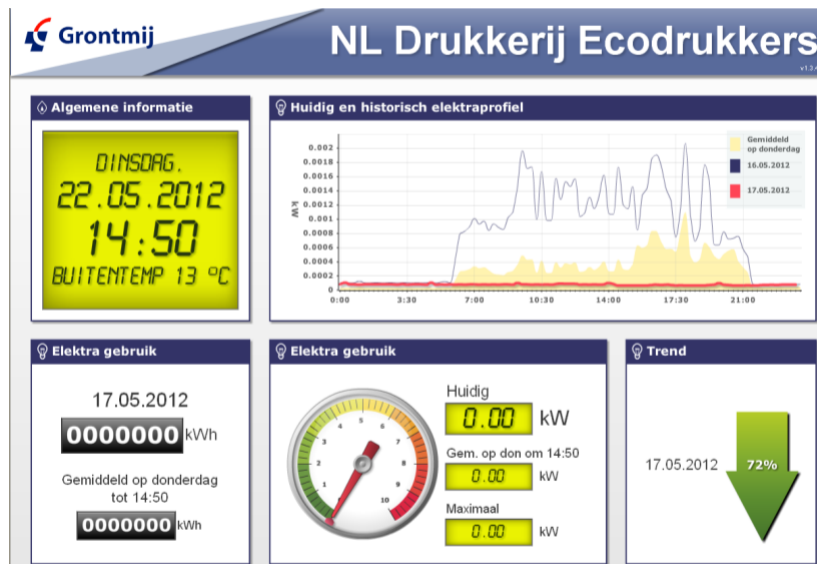 Grontmij
NL Drukkerij Ecodrukkers
Algemene informatie
DINSDAG.
22.05.2012
14:50
BUITENTEMP 13 °C
Huidig en historisch elektraprofiel
kW
0.002
0.0018
0.0016
0.0014
0.0012
0.001
0.0008
0.0006
0.0004
0.0002
0
0:00 3:30 7:00 10:30 14:00 17:30 21:00
Gemiddeld
op donderdag
16.05.2012
17.05.2012
Elektra gebruik
17.05.2012
0000000 kWh
Gemiddeld op donderdag
tot 14:50
0000000 kWh
Elektra gebruik
0 1 2 3 4 5 6 7 8 9 10
Huidig
0.00 kW
Gem. op don om 14:50
0.00 kW
Maximaal
0.00 kW
Trend
17.05.2012 72%